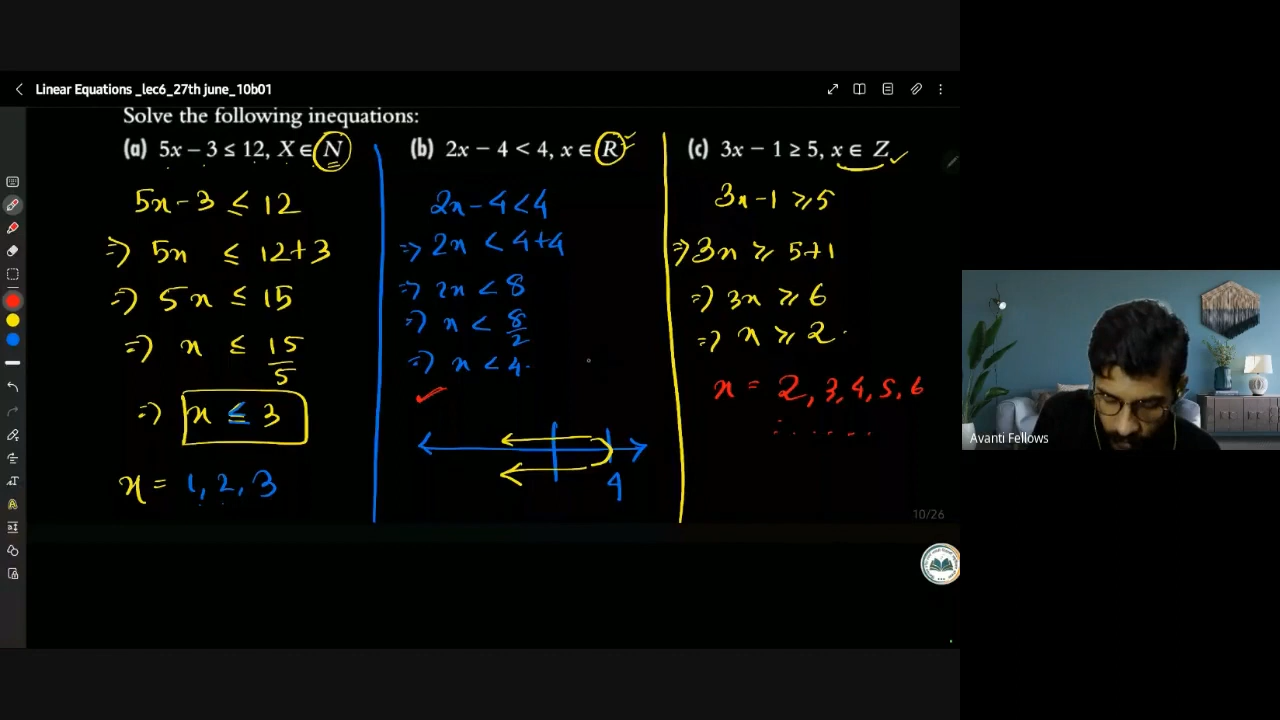 Linear Equations _lec6_27th june_10b01
Solve the following inequations:
(a) 5x − 3 ≤ 12, X ∈ N
5x - 3 ≤ 12
=> 5x ≤ 12+3
=> 5x ≤ 15
=> x ≤ 15/5
=> x ≤ 3
x = 1, 2, 3
(b) 2x − 4 < 4, x ∈ R
2x - 4 < 4
=> 2x < 4+4
=> 2x < 8
=> x < 8/2
=> x < 4.
4
(c) 3x − 1 ≥ 5, x ∈ Z
3x - 1 ≥ 5
=> 3x ≥ 5+1
=> 3x ≥ 6
=> x ≥ 2.
x = 2, 3, 4, 5, 6
. . . . . .
10/26
Avanti Fellows